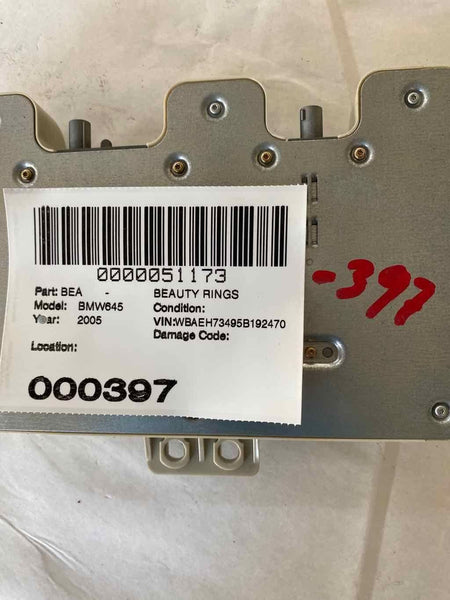 0000051173
Part: BEA - BEAUTY RINGS
Model: BMW645 Condition:
Year: 2005 VIN:WBAEH73495B192470
Damage Code:
Location:
000397
-397